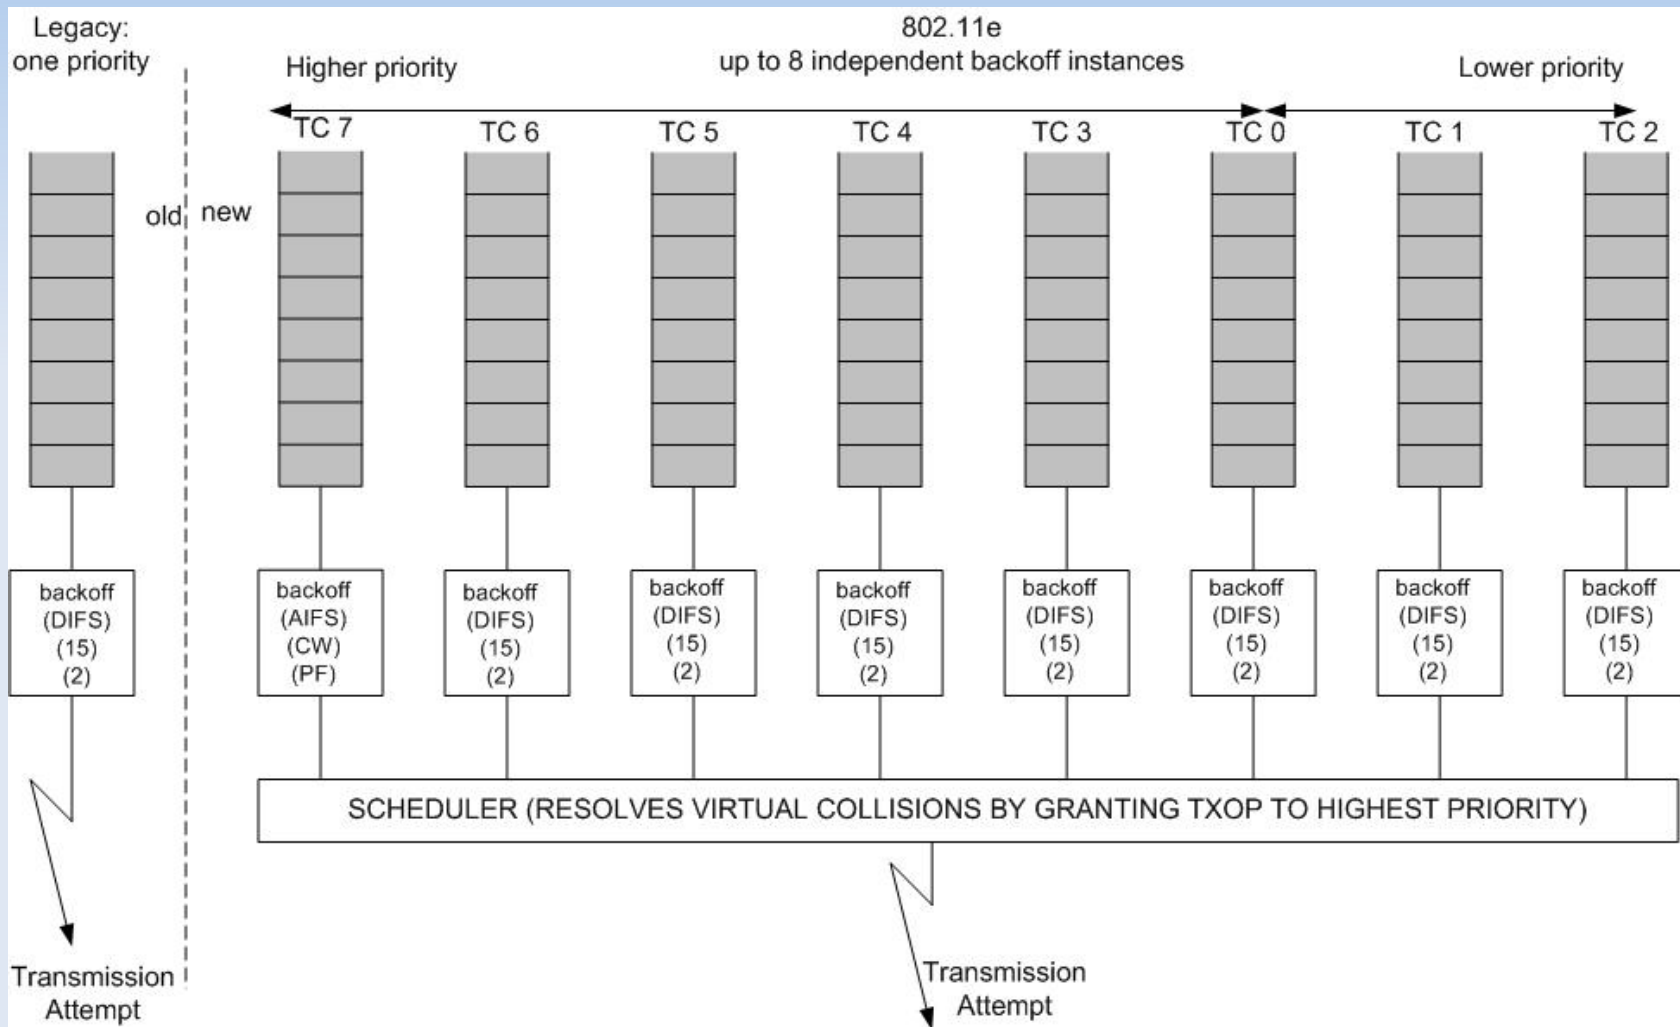 Legacy:
one priority
802.11e
up to 8 independent backoff instances
Higher priority
Lower priority
TC 7
TC 6
TC 5
TC 4
TC 3
TC 0
TC 1
TC 2
old
new
backoff
(DIFS)
(15)
(2)
backoff
(AIFS)
(CW)
(PF)
backoff
(DIFS)
(15)
(2)
backoff
(DIFS)
(15)
(2)
backoff
(DIFS)
(15)
(2)
backoff
(DIFS)
(15)
(2)
backoff
(DIFS)
(15)
(2)
backoff
(DIFS)
(15)
(2)
backoff
(DIFS)
(15)
(2)
SCHEDULER (RESOLVES VIRTUAL COLLISIONS BY GRANTING TXOP TO HIGHEST PRIORITY)
Transmission
Attempt
Transmission
Attempt